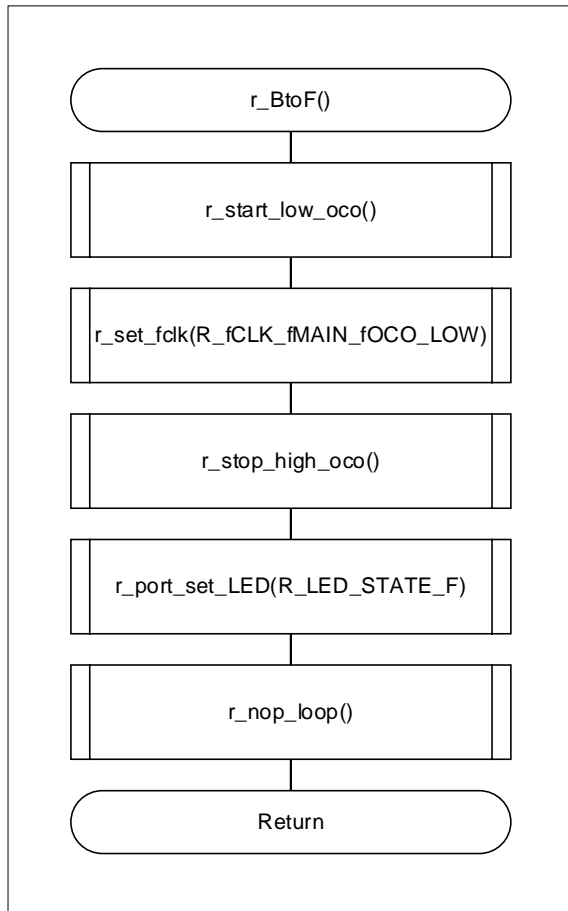 r_BtoF()
r_start_low_oco()
r_set_fclk(R_fCLK_fMAIN_fOCO_LOW)
r_stop_high_oco()
r_port_set_LED(R_LED_STATE_F)
r_nop_loop()
Return